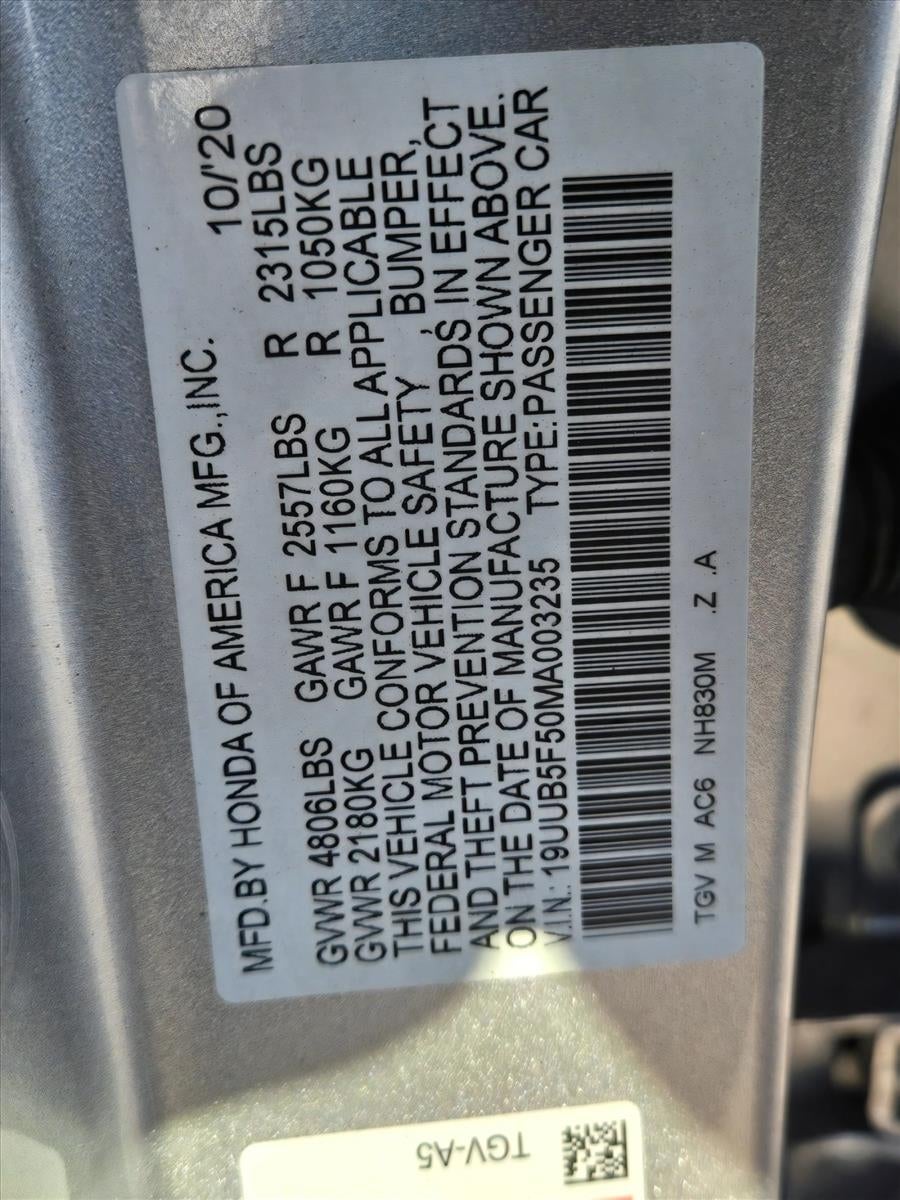 MFD.BY HONDA OF AMERICA MFG.,INC. 10/'20
GVWR 4806LBS GAWR F 2557LBS R 2315LBS
GVWR 2180KG GAWR F 1160KG R 1050KG
THIS VEHICLE CONFORMS TO ALL APPLICABLE
FEDERAL MOTOR VEHICLE SAFETY, BUMPER,
AND THEFT PREVENTION STANDARDS, IN EFFECT
ON THE DATE OF MANUFACTURE SHOWN ABOVE.
V.I.N.: 19UUB5F50MA003235 TYPE:PASSENGER CAR
TGV M AC6 NH830M .Z .A
TGV-A5